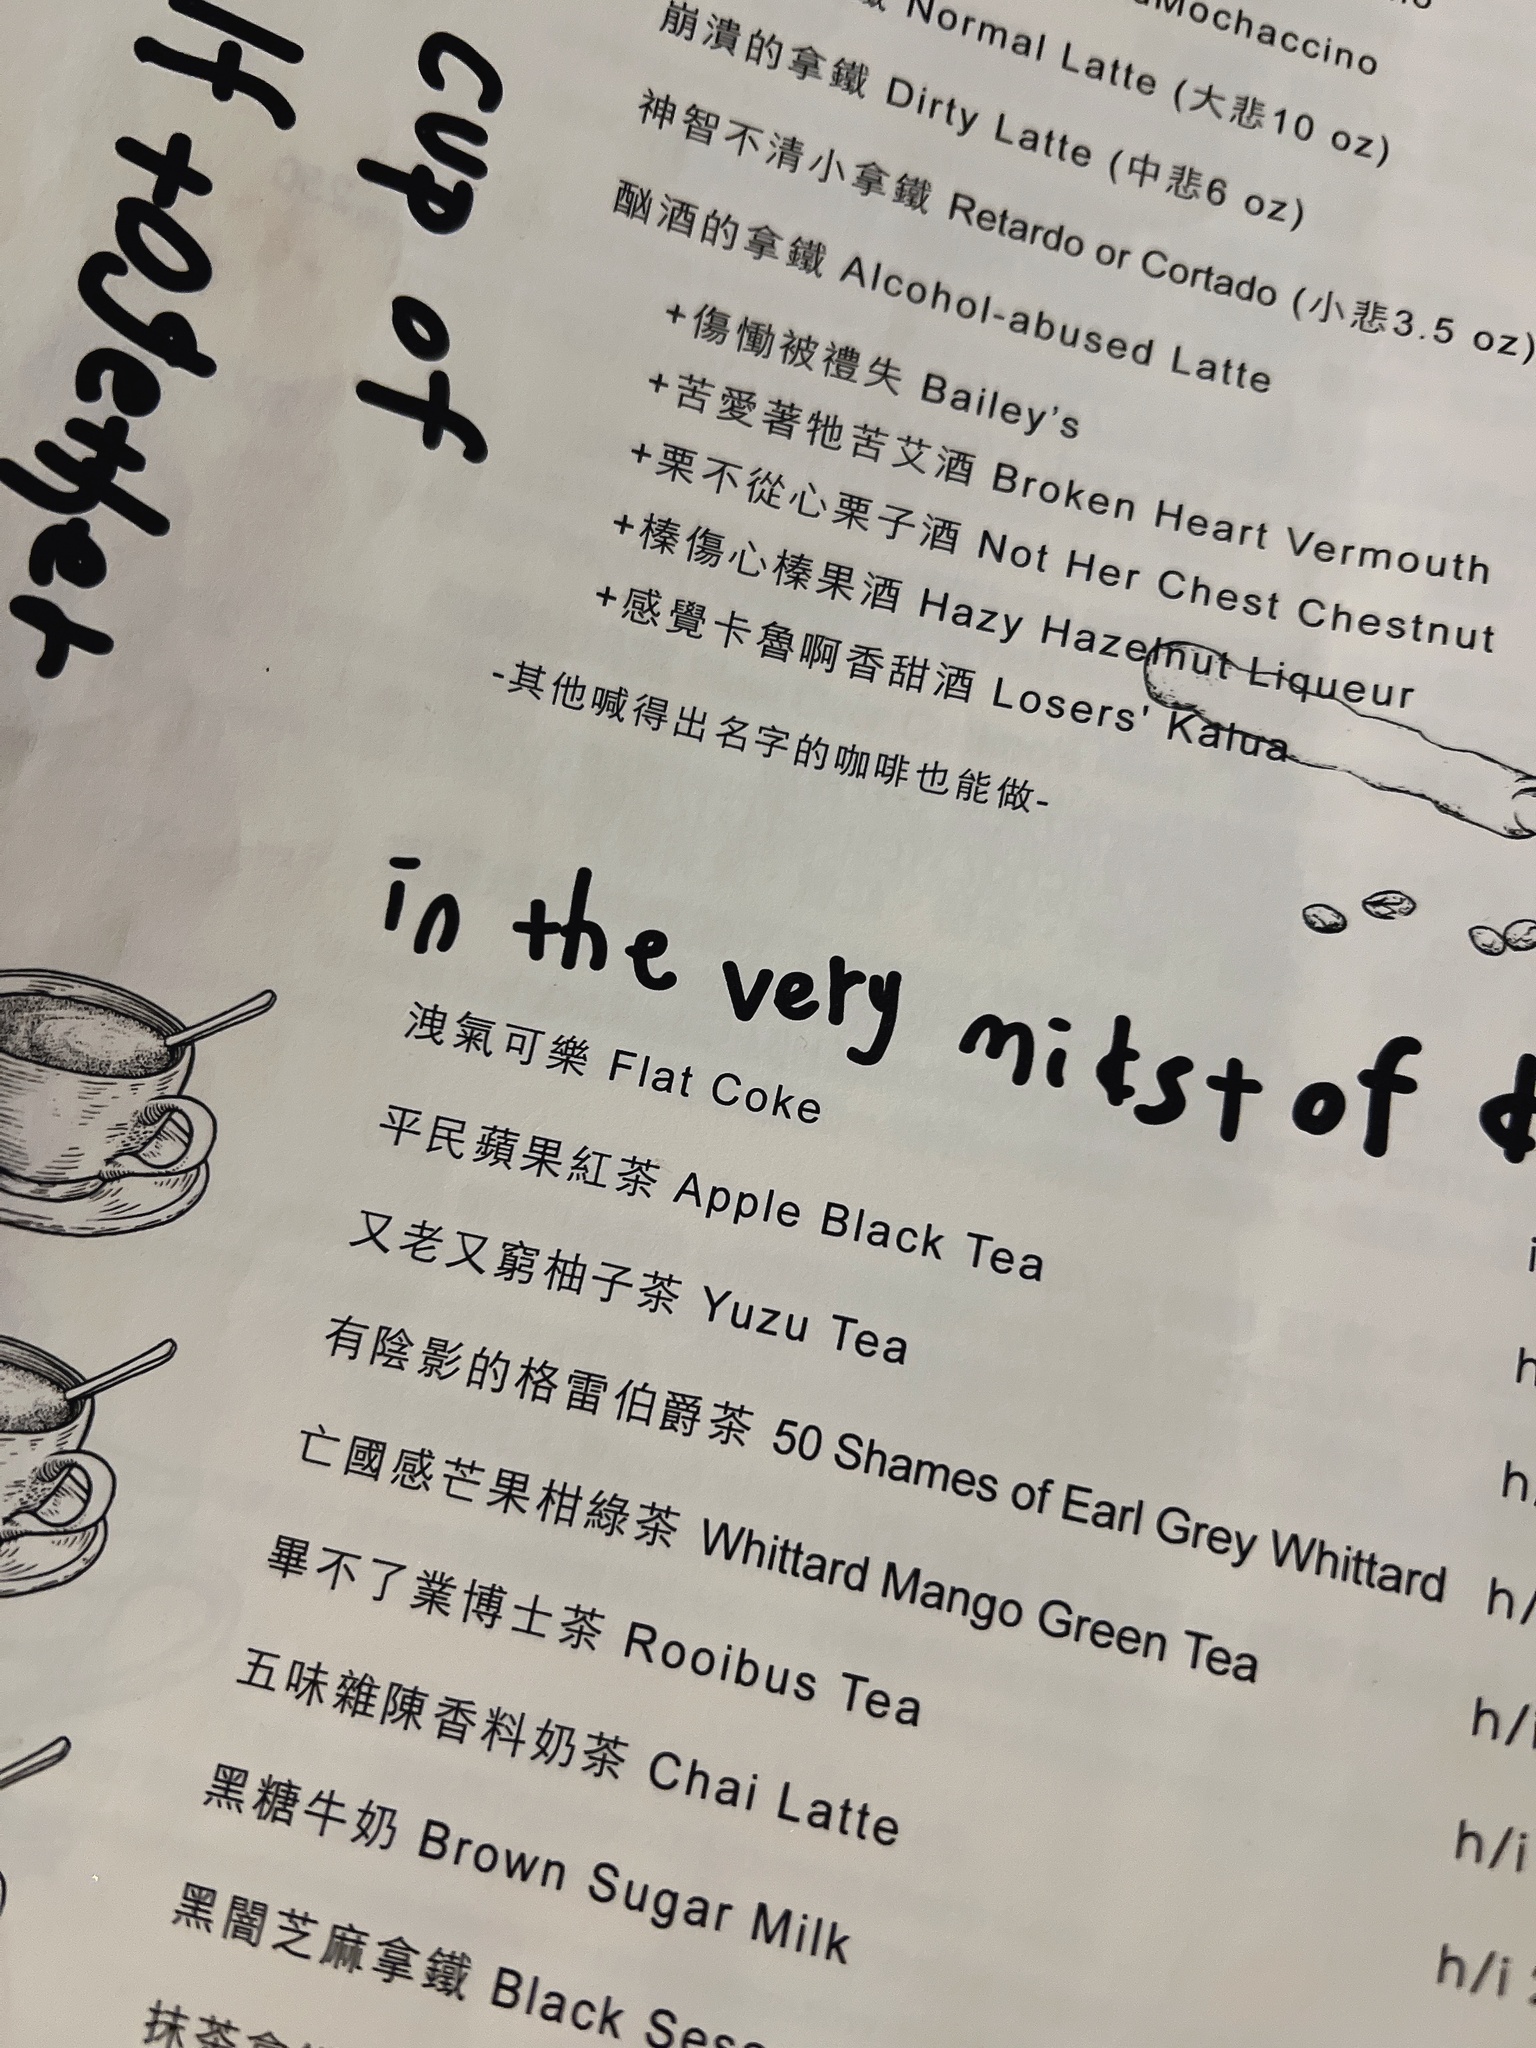 If together
cup of
Mochaccino
Normal Latte (大悲10 oz)
崩潰的拿鐵 Dirty Latte (中悲6 oz)
神智不清小拿鐵 Retardo or Cortado (小悲3.5 oz)
酗酒的拿鐵 Alcohol-abused Latte
+傷慟被禮失 Bailey's
+苦愛著牠苦艾酒 Broken Heart Vermouth
+栗不從心栗子酒 Not Her Chest Chestnut
+榛傷心榛果酒 Hazy Hazelnut Liqueur
+感覺卡魯啊香甜酒 Losers' Kalua
-其他喊得出名字的咖啡也能做-
in the very midst of
洩氣可樂 Flat Coke
平民蘋果紅茶 Apple Black Tea
又老又窮柚子茶 Yuzu Tea
有陰影的格雷伯爵茶 50 Shames of Earl Grey Whittard h/
亡國感芒果柑綠茶 Whittard Mango Green Tea h/i
畢不了業博士茶 Rooibus Tea h/i
五味雜陳香料奶茶 Chai Latte h/i
黑糖牛奶 Brown Sugar Milk
黑闇芝麻拿鐵 Black
抹茶拿